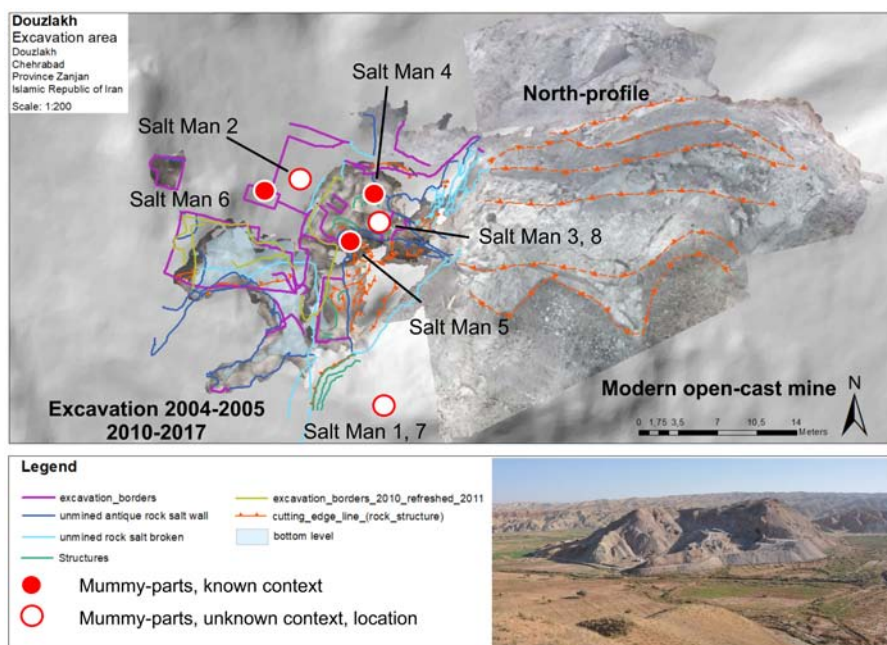 Douzlakh
Excavation area
Douzlakh
Chehrabad
Province Zanjan
Islamic Republic of Iran
Scale: 1:200
Salt Man 4
North-profile
Salt Man 2
Salt Man 6
Salt Man 3, 8
Salt Man 5
Modern open-cast mine
N
Excavation 2004-2005
2010-2017
Salt Man 1, 7
0 1,75 3,5 7 10,5 14
Meters
Legend
excavation_borders
excavation_borders_2010_refreshed_2011
unmined antique rock salt wall
cutting_edge_line_(rock_structure)
unmined rock salt broken
bottom level
Structures
Mummy-parts, known context
Mummy-parts, unknown context, location